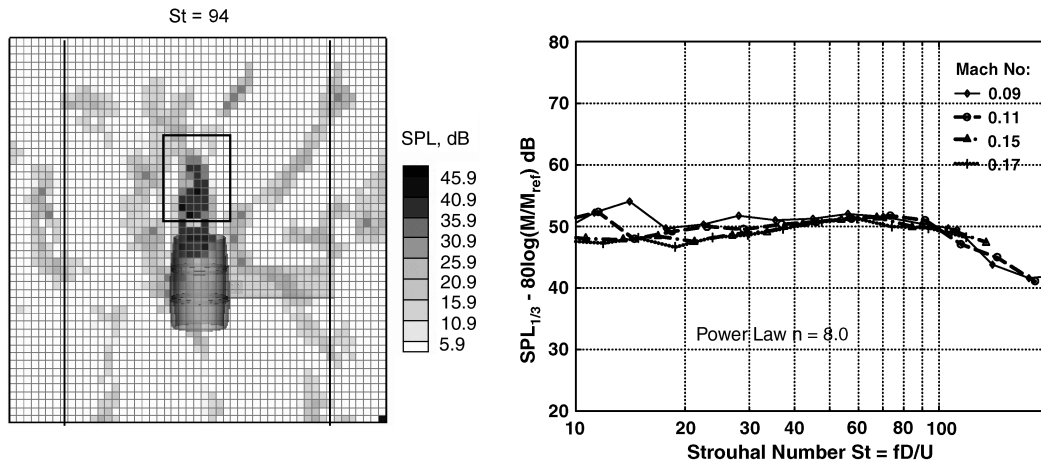 St = 94
SPL, dB
45.9
40.9
35.9
30.9
25.9
20.9
15.9
10.9
5.9
SPL1/3 - 80log(M/Mref) dB
80
70
60
50
40
30
20
Mach No:
0.09
0.11
0.15
0.17
Power Law n = 8.0
10 20 30 40 60 80 100
Strouhal Number St = fD/U